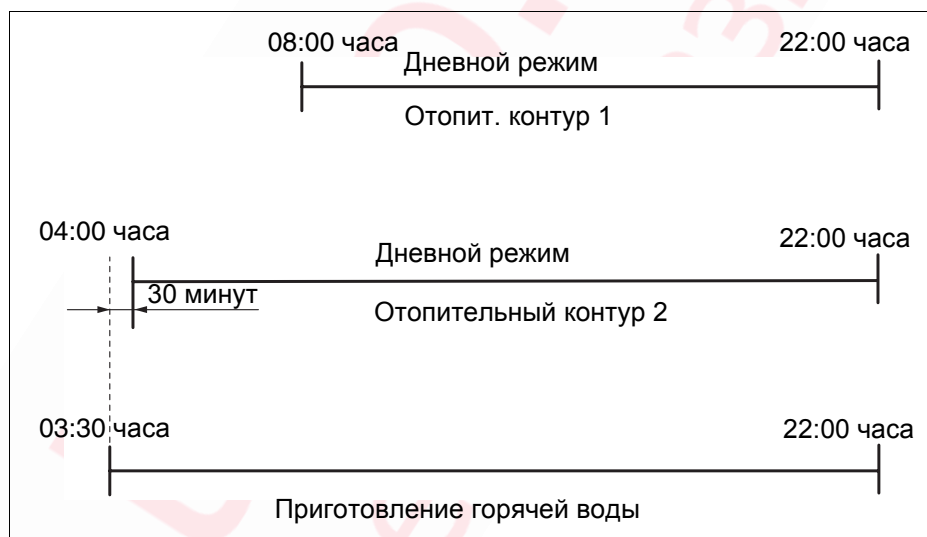 08:00 часа 22:00 часа
Дневной режим
Отопит. контур 1
04:00 часа 22:00 часа
Дневной режим
30 минут
Отопительный контур 2
03:30 часа 22:00 часа
Приготовление горячей воды